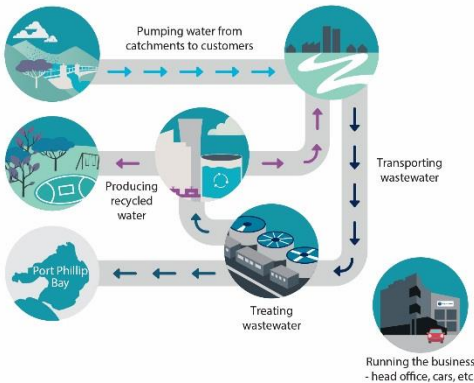 Pumping water from
catchments to customers
Transporting
wastewater
Producing
recycled
water
Port Phillip
Bay
Treating
wastewater
Running the business
- head office, cars, etc